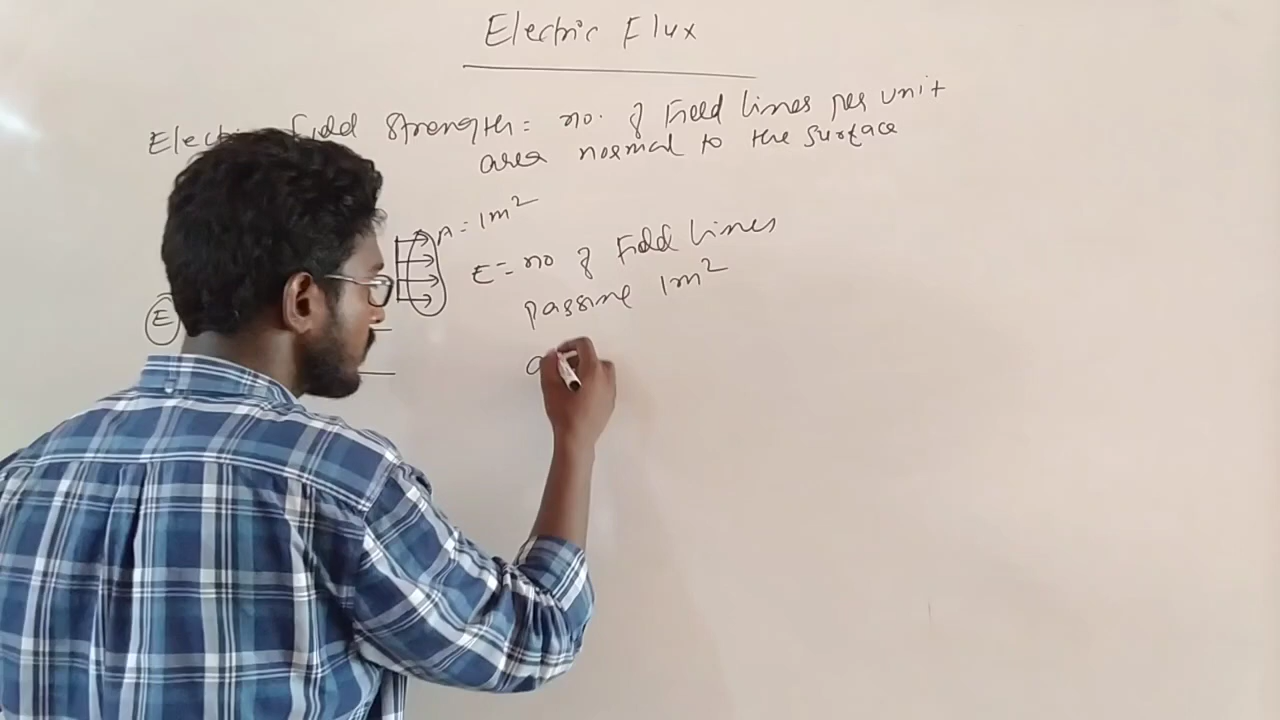 Electric Flux
Field Strength = no. of Field lines per unit
area normal to the surface
A = 1m²
E = no of Field lines
passine 1m²
E
a